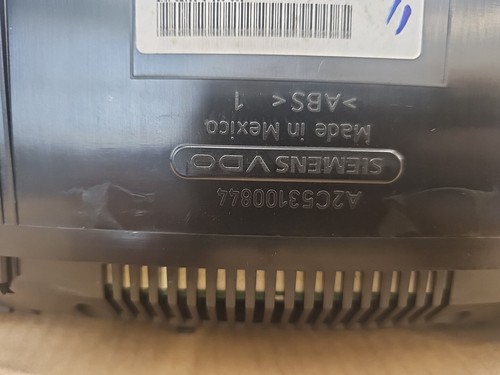 A2C53100844
SIEMENS VDO
Made in Mexico
>ABS< 1